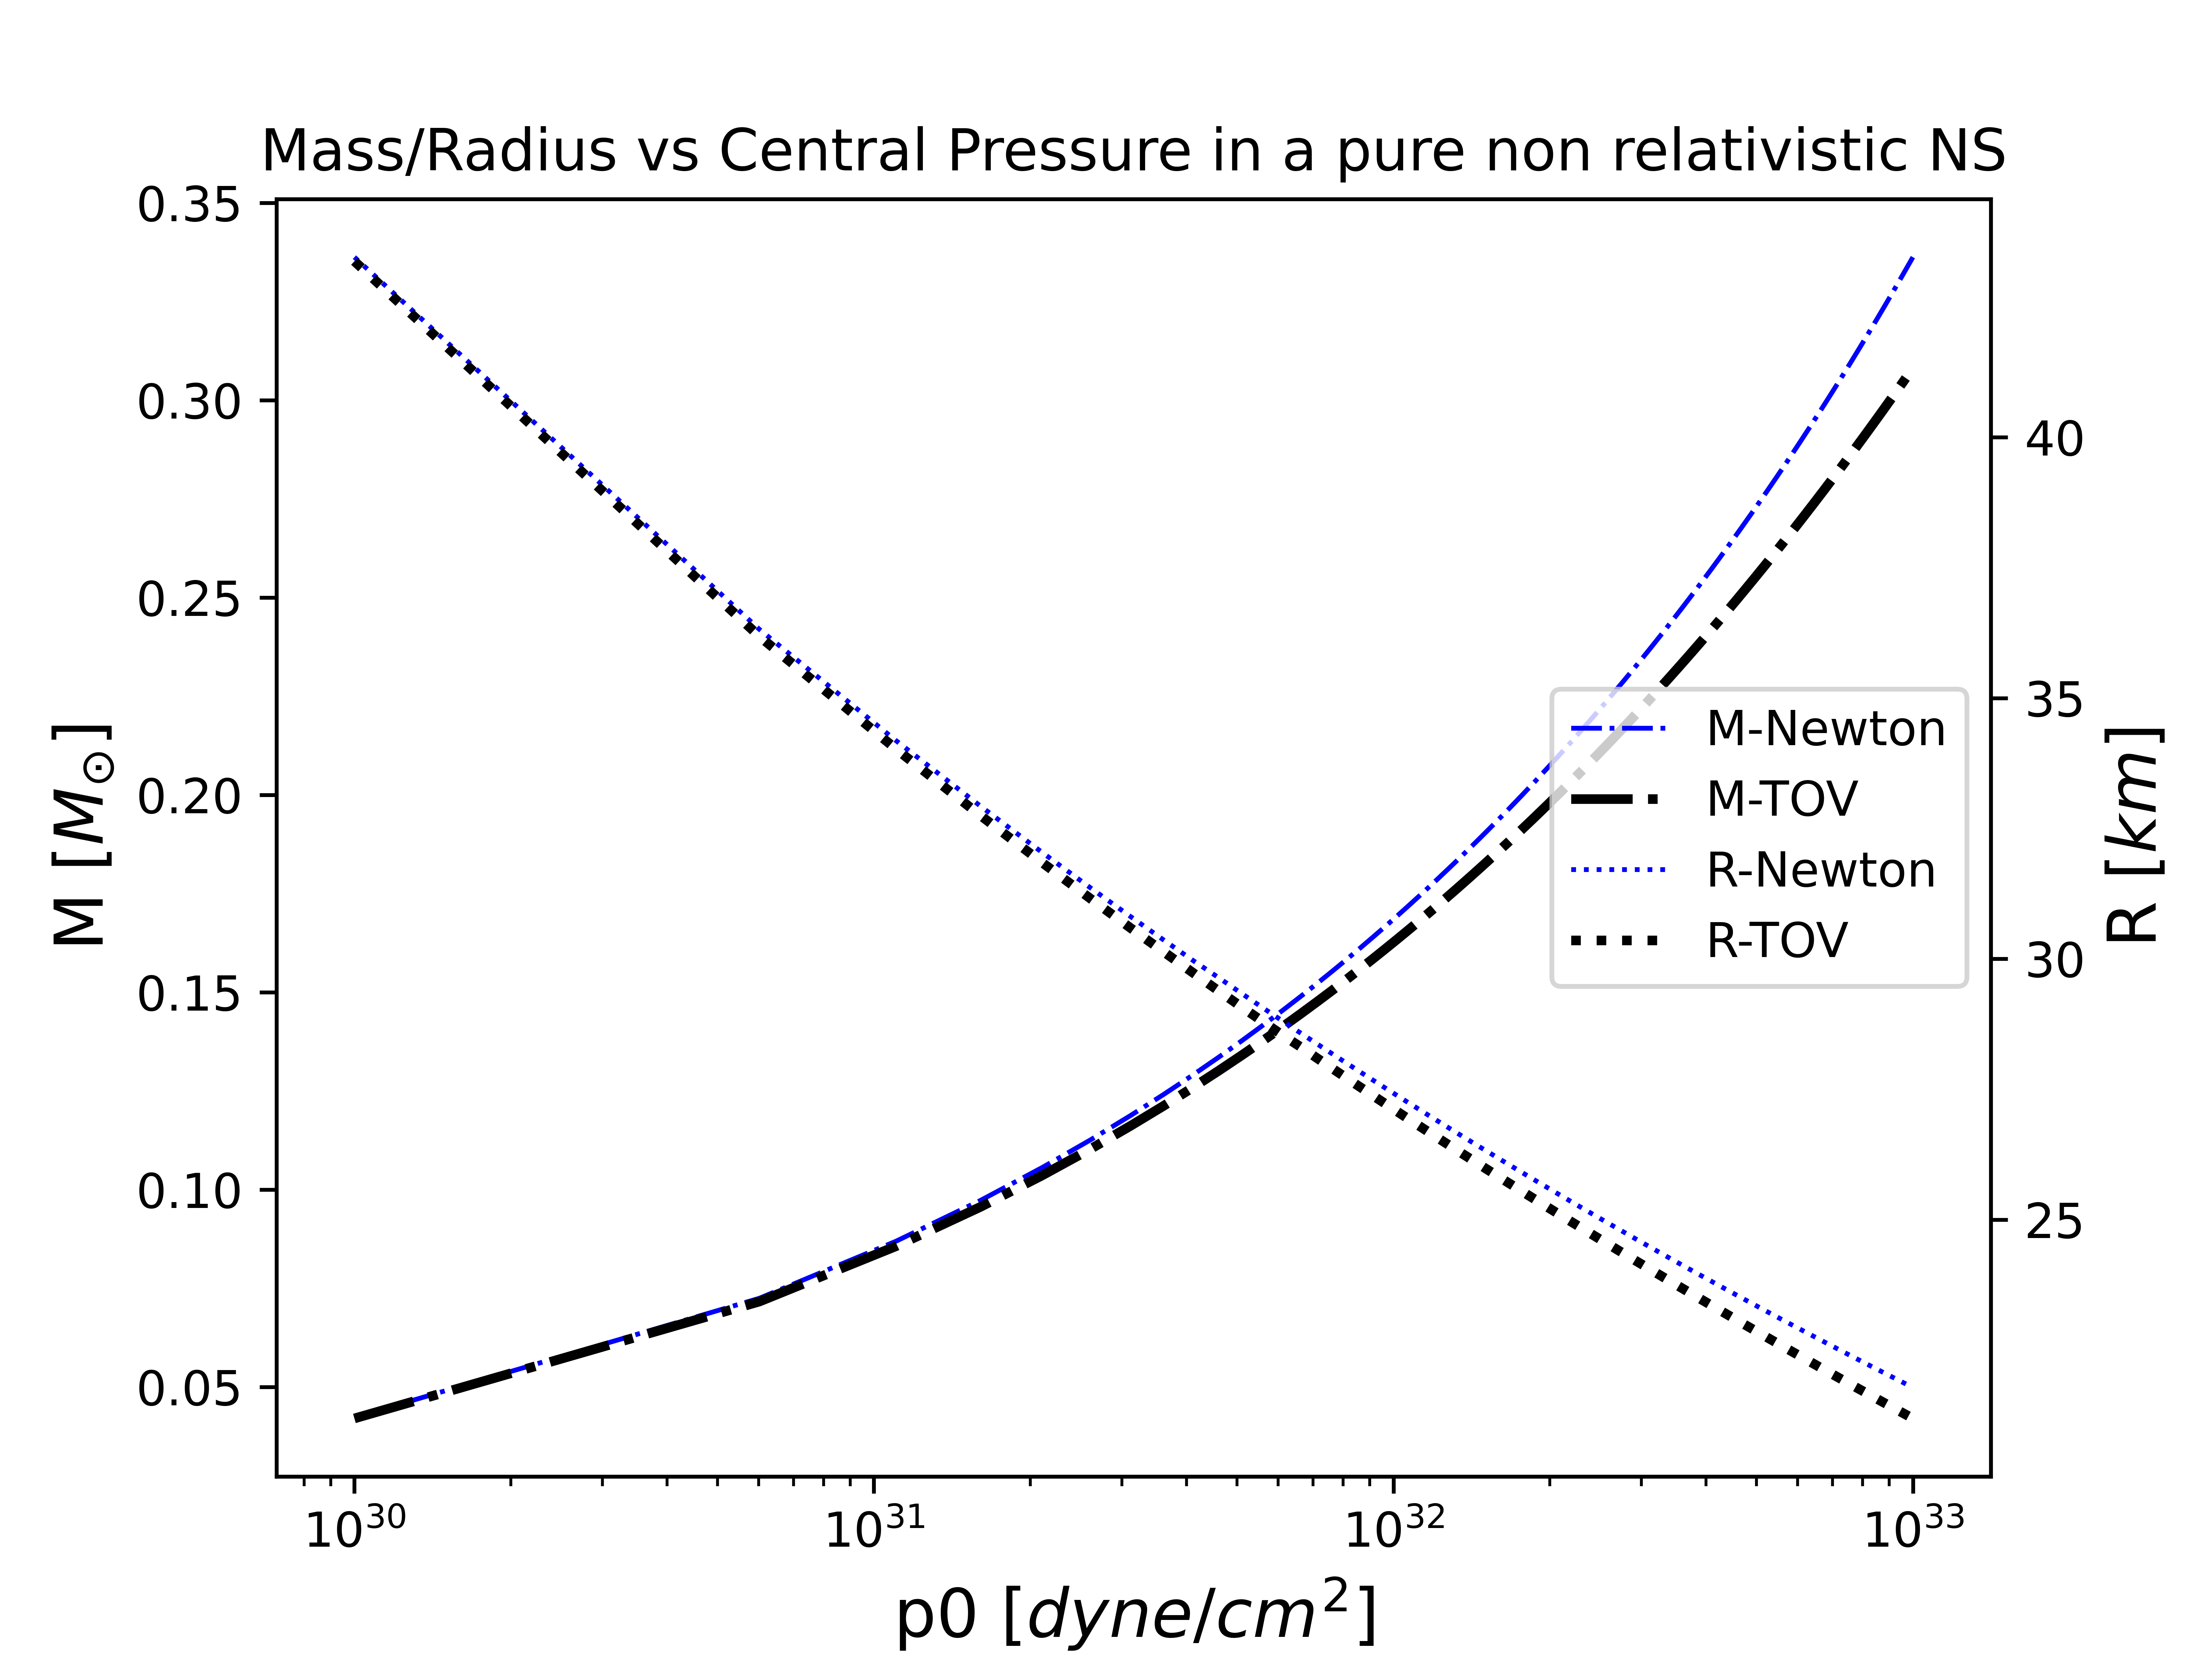 Mass/Radius vs Central Pressure in a pure non relativistic NS
0.35
0.30
0.25
0.20
0.15
0.10
0.05
M [M⊙]
40
35
30
25
R [km]
M-Newton
M-TOV
R-Newton
R-TOV
10³⁰ 10³¹ 10³² 10³³
p0 [dyne/cm²]